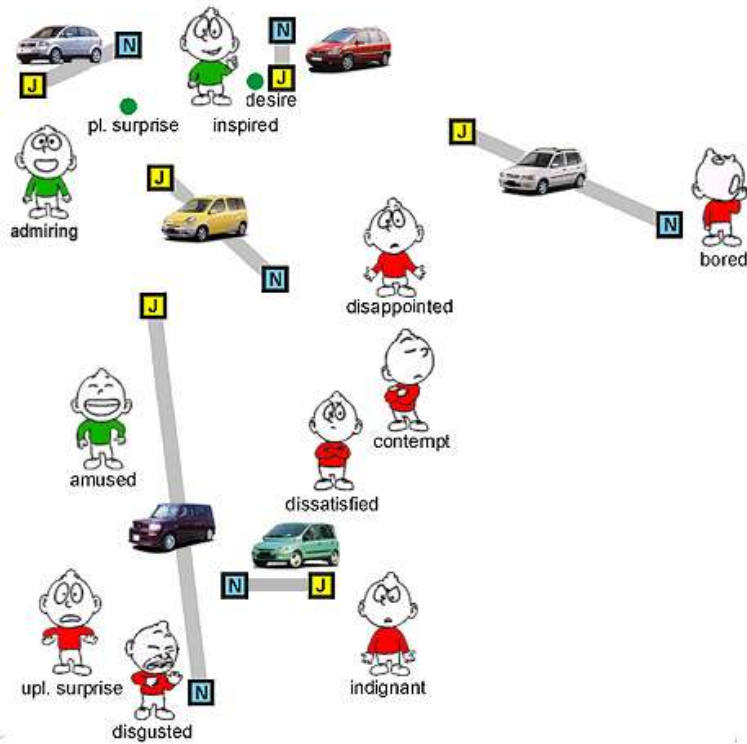 N
N
J
J
desire
pl. surprise
inspired
J
J
admiring
N
bored
N
disappointed
J
contempt
amused
dissatisfied
N
J
upl. surprise
indignant
N
disgusted